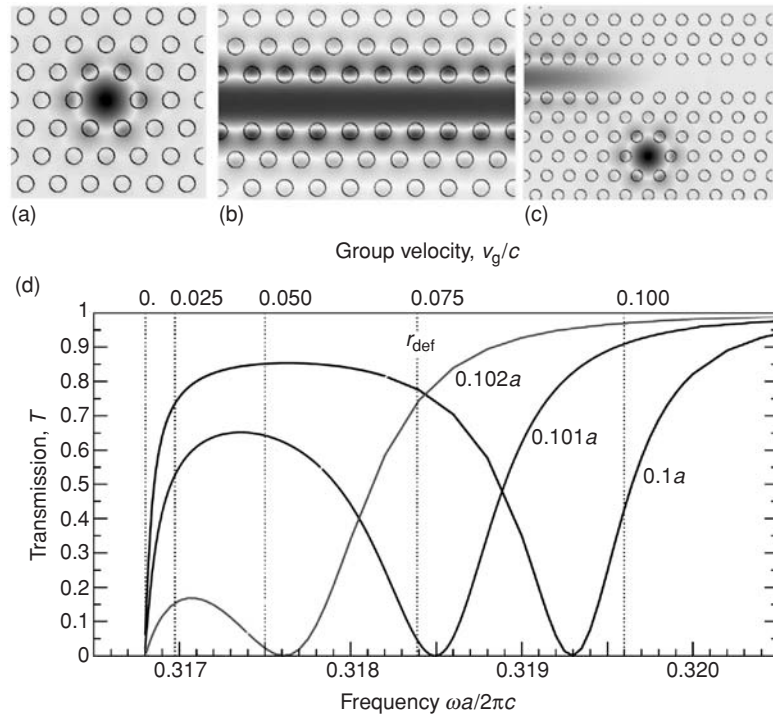 (a)
(b)
(c)
Group velocity, v_g/c
(d)
0. 0.025 0.050 0.075 0.100
1
0.9
0.8
0.7
0.6
0.5
0.4
0.3
0.2
0.1
0
Transmission, T
r_def
0.102a
0.101a
0.1a
0.317 0.318 0.319 0.320
Frequency ωa/2πc